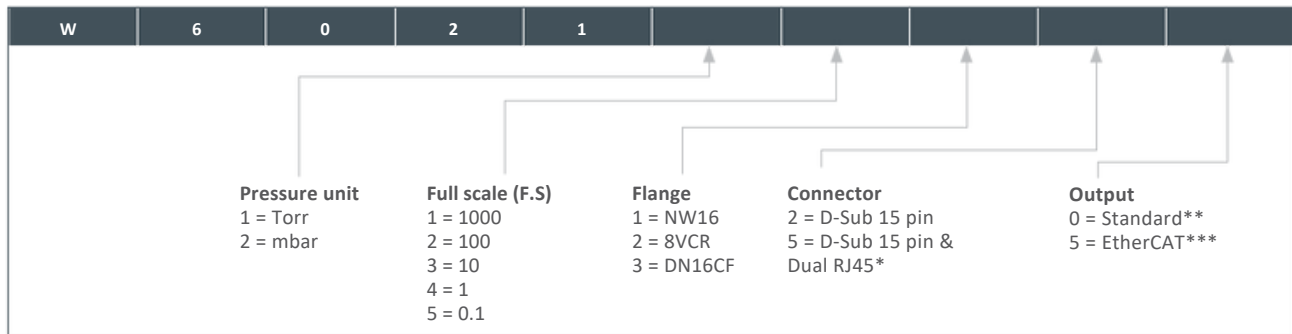 W 6 0 2 1
Pressure unit
1 = Torr
2 = mbar
Full scale (F.S)
1 = 1000
2 = 100
3 = 10
4 = 1
5 = 0.1
Flange
1 = NW16
2 = 8VCR
3 = DN16CF
Connector
2 = D-Sub 15 pin
5 = D-Sub 15 pin &
Dual RJ45*
Output
0 = Standard**
5 = EtherCAT***